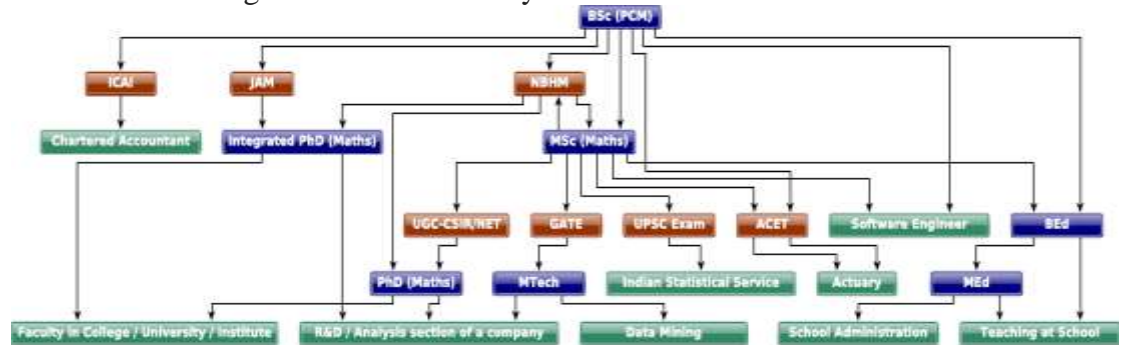 BSc (PCM)
ICAI
JAM
NBHM
Chartered Accountant
Integrated PhD (Maths)
MSc (Maths)
UGC-CSIR/NET
GATE
UPSC Exam
ACET
Software Engineer
BEd
PhD (Maths)
MTech
Indian Statistical Service
Actuary
MEd
Faculty in College / University / Institute
R&D / Analysis section of a company
Data Mining
School Administration
Teaching at School